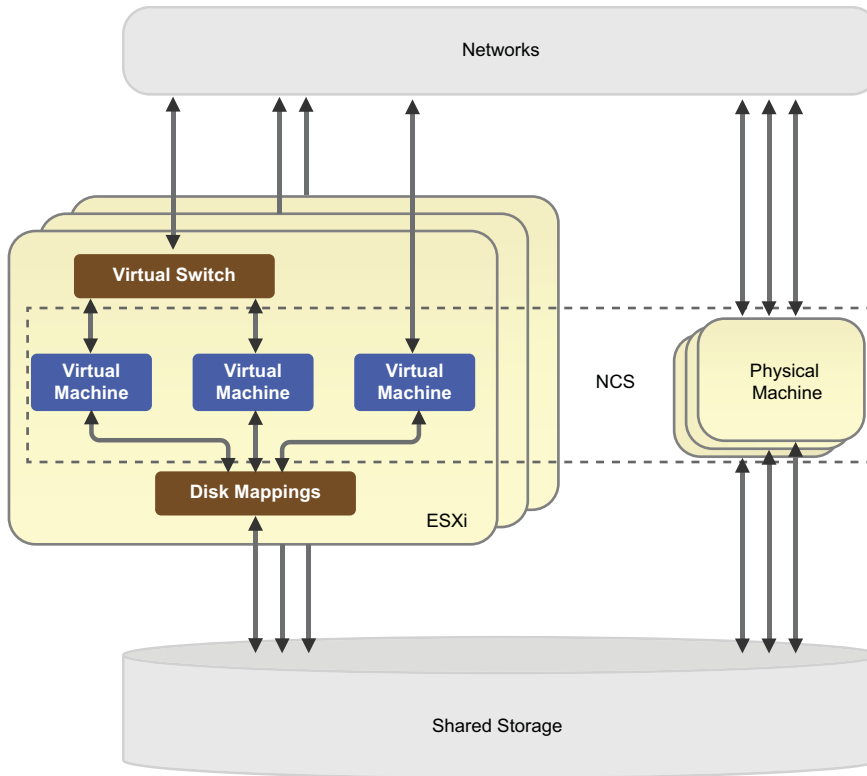 Networks
Virtual Switch
Virtual
Machine
Virtual
Machine
Virtual
Machine
NCS
Physical
Machine
Disk Mappings
ESXi
Shared Storage